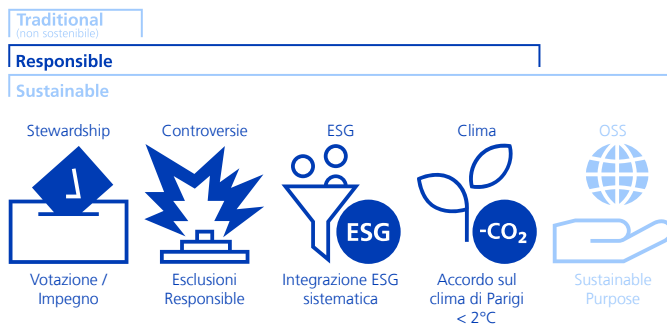 Traditional
(non sostenibile)
Responsible
Sustainable
Stewardship
Controversie
ESG
Clima
OSS
ESG
-CO₂
Votazione /
Impegno
Esclusioni
Responsible
Integrazione ESG
sistematica
Accordo sul
clima di Parigi
< 2°C
Sustainable
Purpose